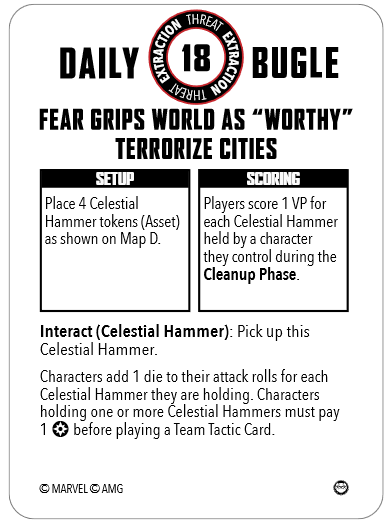 DAILY 18 BUGLE
THREAT EXTRACTION THREAT EXTRACTION
FEAR GRIPS WORLD AS “WORTHY”
TERRORIZE CITIES
SETUP
Place 4 Celestial
Hammer tokens (Asset)
as shown on Map D.
SCORING
Players score 1 VP for
each Celestial Hammer
held by a character
they control during the
Cleanup Phase.
Interact (Celestial Hammer): Pick up this
Celestial Hammer.
Characters add 1 die to their attack rolls for each
Celestial Hammer they are holding. Characters
holding one or more Celestial Hammers must pay
1 before playing a Team Tactic Card.
© MARVEL © AMG